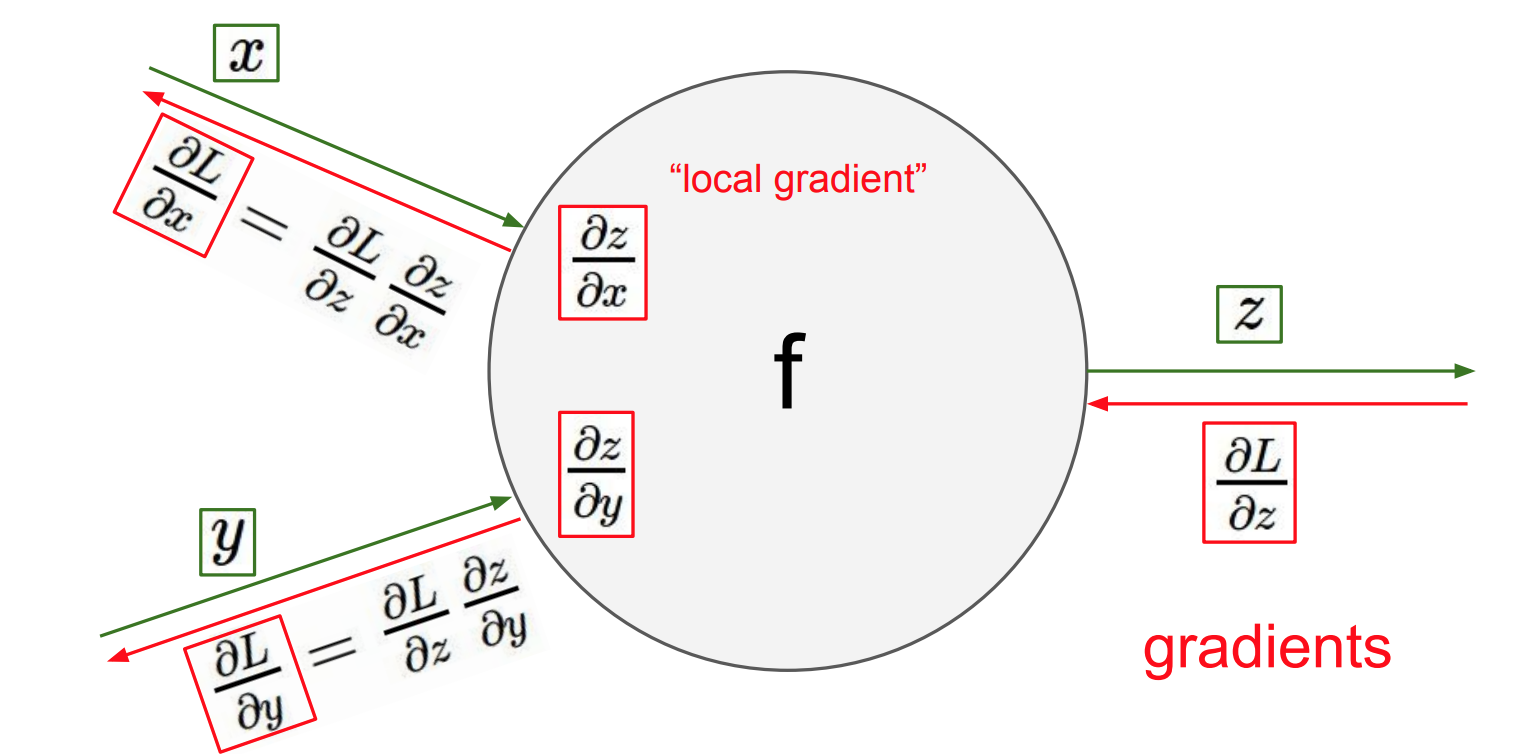 x
∂L/∂x = ∂L/∂z ∂z/∂x
“local gradient”
∂z/∂x
f
z
∂L/∂z
∂z/∂y
y
∂L/∂y = ∂L/∂z ∂z/∂y
gradients